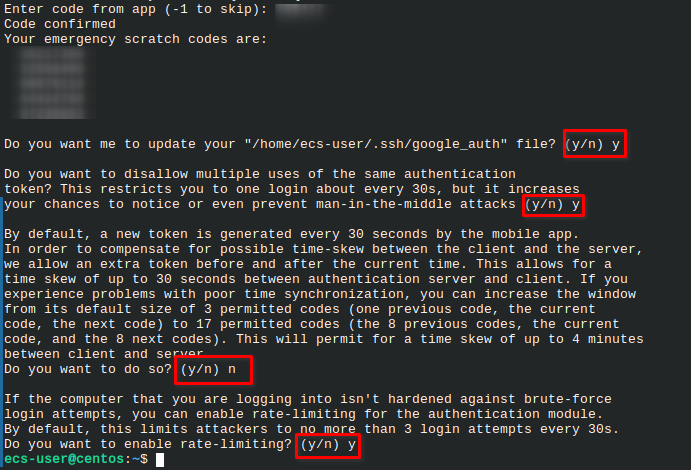 Enter code from app (-1 to skip):
Code confirmed
Your emergency scratch codes are:
Do you want me to update your "/home/ecs-user/.ssh/google_auth" file? (y/n) y
Do you want to disallow multiple uses of the same authentication
token? This restricts you to one login about every 30s, but it increases
your chances to notice or even prevent man-in-the-middle attacks (y/n) y
By default, a new token is generated every 30 seconds by the mobile app.
In order to compensate for possible time-skew between the client and the server,
we allow an extra token before and after the current time. This allows for a
time skew of up to 30 seconds between authentication server and client. If you
experience problems with poor time synchronization, you can increase the window
from its default size of 3 permitted codes (one previous code, the current
code, the next code) to 17 permitted codes (the 8 previous codes, the current
code, and the 8 next codes). This will permit for a time skew of up to 4 minutes
between client and server.
Do you want to do so? (y/n) n
If the computer that you are logging into isn't hardened against brute-force
login attempts, you can enable rate-limiting for the authentication module.
By default, this limits attackers to no more than 3 login attempts every 30s.
Do you want to enable rate-limiting? (y/n) y
ecs-user@centos:~$